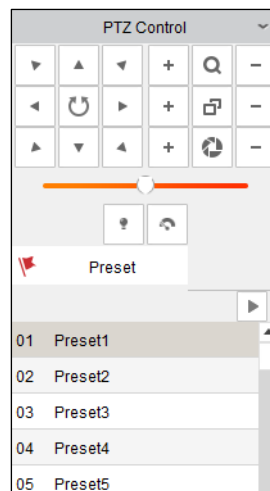 PTZ Control
Preset
01 Preset1
02 Preset2
03 Preset3
04 Preset4
05 Preset5